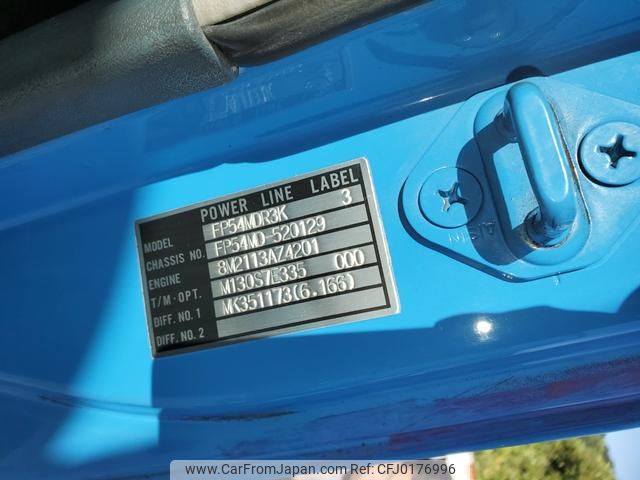 POWER LINE LABEL
MODEL FP54MDR3K 3
CHASSIS NO. FP54MD-520129
ENGINE 8M2113AZ4201
T/M·OPT. M130S7E335 000
DIFF. NO. 1 MK351173(6.166)
DIFF. NO. 2
www.CarFromJapan.com Ref:CFJ90176996